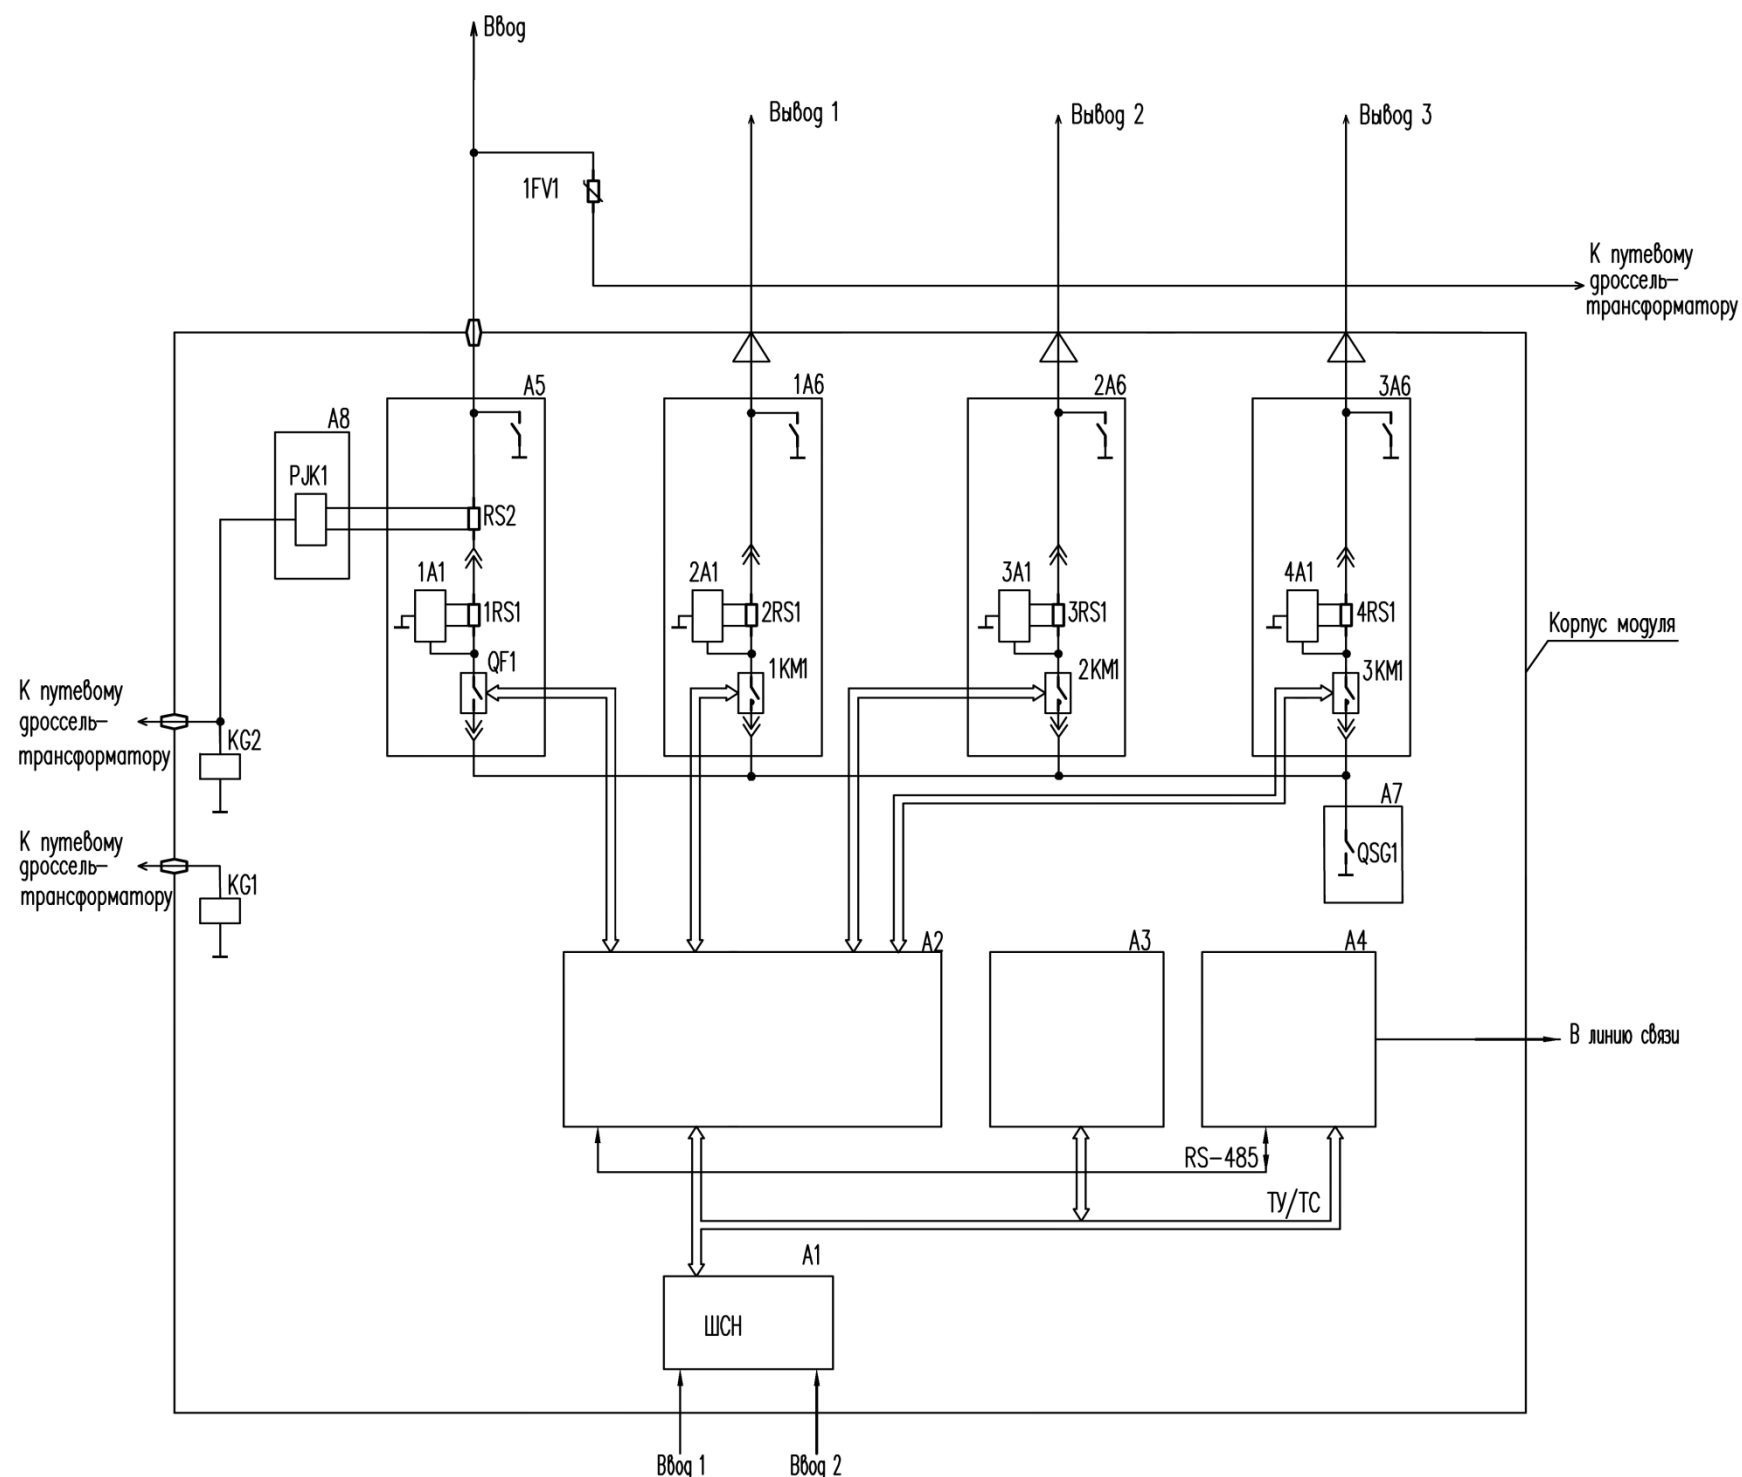 Ввод
Вывод 1
Вывод 2
Вывод 3
1FV1
К путевому
дроссель-
трансформатору
A5
1A6
2A6
3A6
A8
PJK1
RS2
1A1
2A1
3A1
4A1
1RS1
2RS1
3RS1
4RS1
Корпус модуля
QF1
1KM1
2KM1
3KM1
К путевому
дроссель-
трансформатору
KG2
A7
QSG1
К путевому
дроссель-
трансформатору
KG1
A2
A3
A4
В линию связи
RS-485
ТУ/ТС
A1
ШСН
Ввод 1
Ввод 2